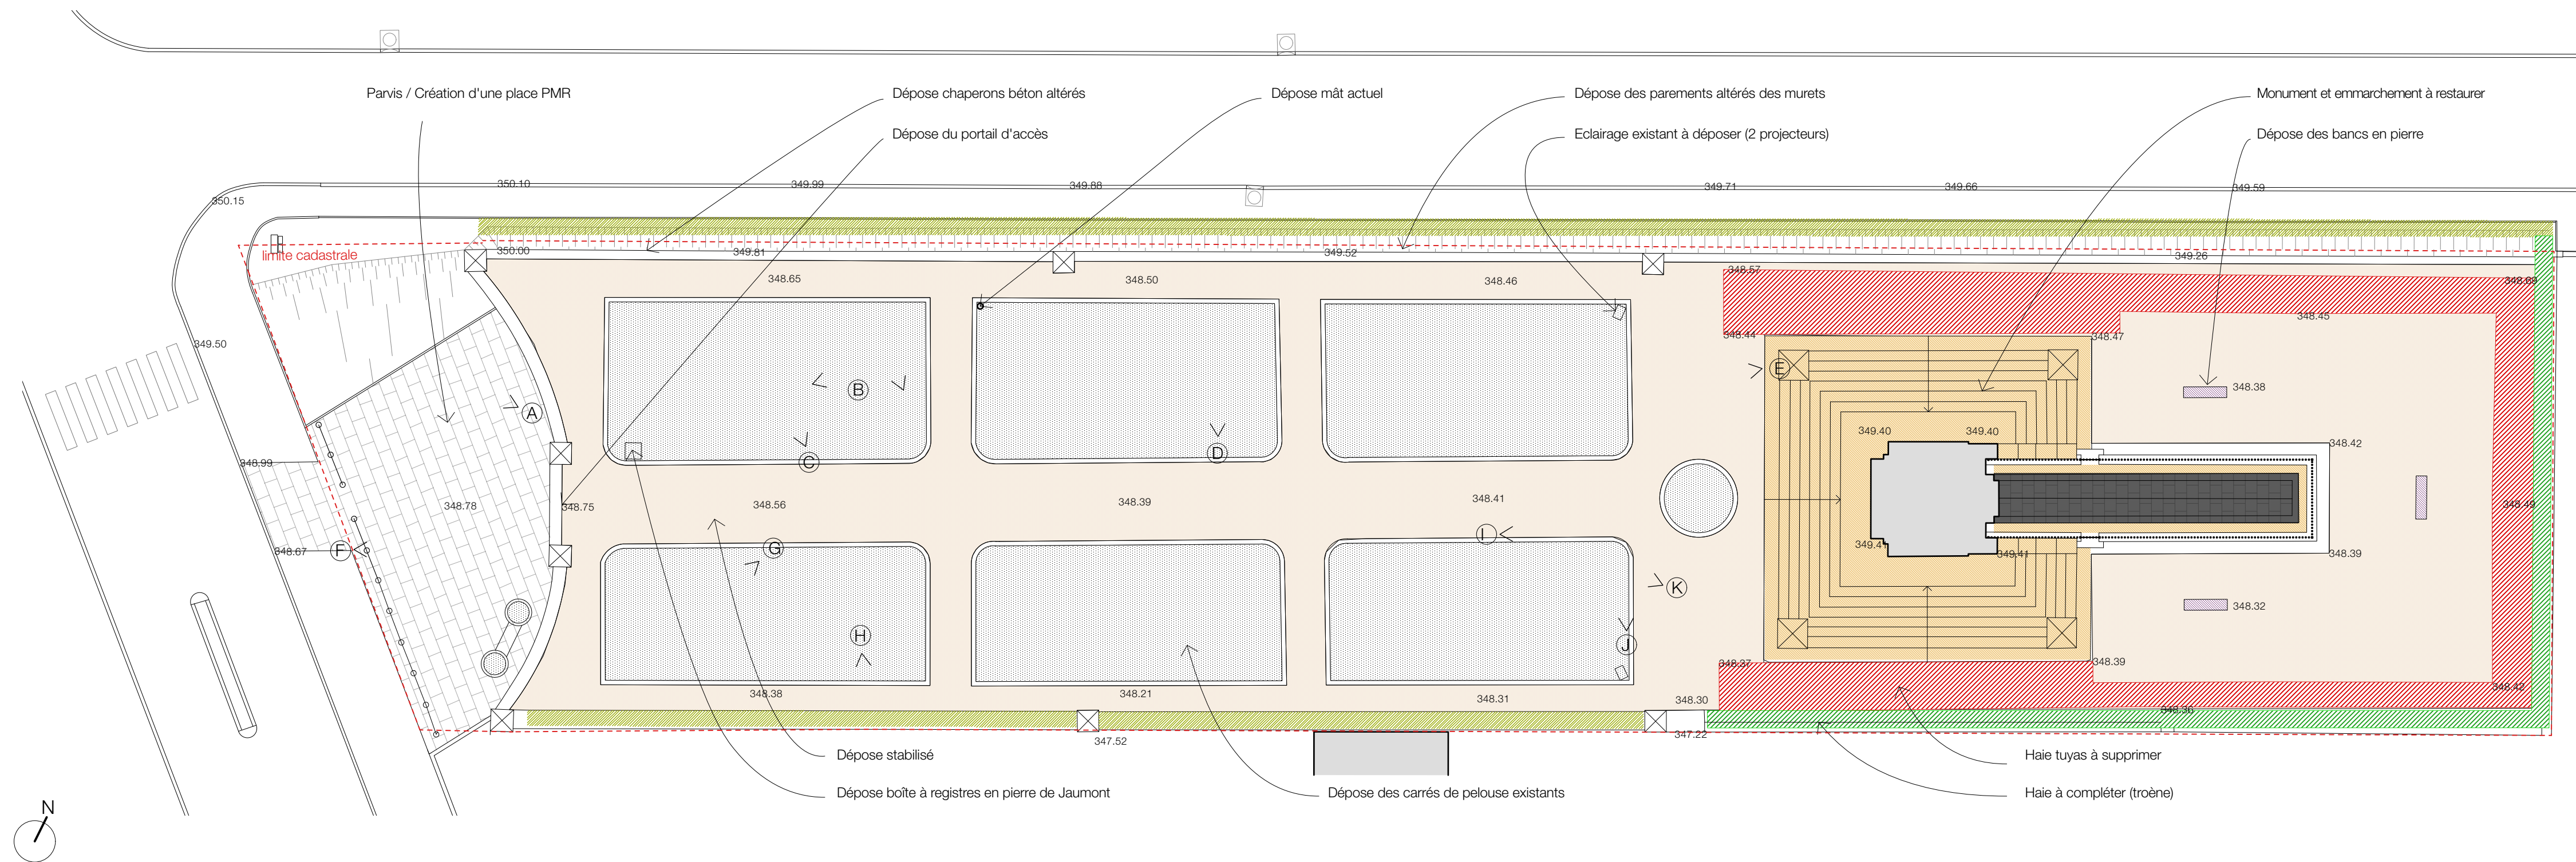 Parvis / Création d'une place PMR
Dépose chaperons béton altérés
Dépose mât actuel
Dépose des parements altérés des murets
Monument et emmarchement à restaurer
Dépose du portail d'accès
Eclairage existant à déposer (2 projecteurs)
Dépose des bancs en pierre
350.10
349.99
349.88
349.71
349.66
349.59
350.15
limite cadastrale
350.00
349.81
349.52
349.26
348.65
348.50
348.46
348.57
348.69
348.45
348.44
348.47
349.50
E
B
348.38
A
349.40
349.40
348.42
D
C
348.99
348.78
348.75
348.56
348.39
348.41
348.49
I
G
F
348.67
349.41
349.41
348.39
K
348.32
H
J
348.37
348.39
348.38
348.21
348.31
348.30
348.42
348.36
347.52
347.22
Dépose stabilisé
Haie tuyas à supprimer
Dépose boîte à registres en pierre de Jaumont
Dépose des carrés de pelouse existants
Haie à compléter (troène)
N